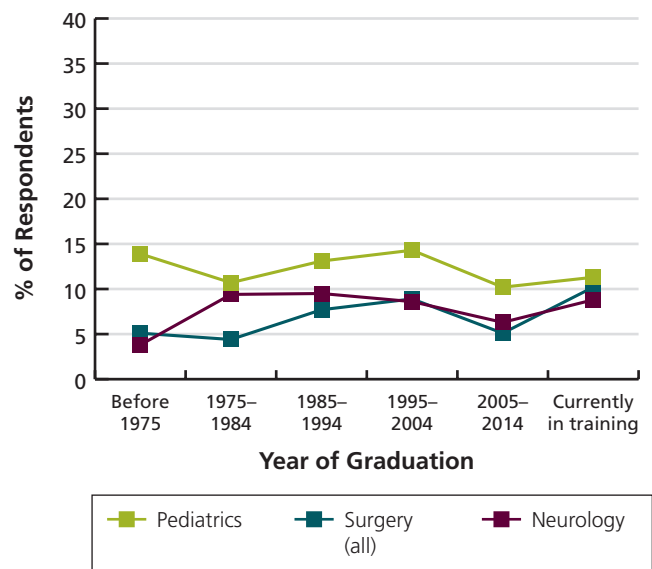 40
35
30
25
20
15
10
5
0
% of Respondents
Before
1975
1975–
1984
1985–
1994
1995–
2004
2005–
2014
Currently
in training
Year of Graduation
Pediatrics
Surgery
(all)
Neurology